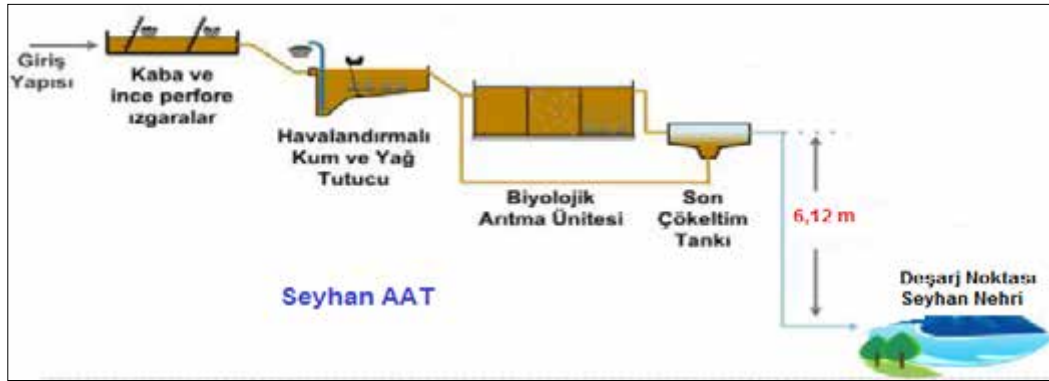 Giriş
Yapısı
Kaba ve
ince perfore
ızgaralar
Havalandırmalı
Kum ve Yağ
Tutucu
Biyolojik
Arıtma Ünitesi
Son
Çökeltim
Tankı
6,12 m
Deşarj Noktası
Seyhan Nehri
Seyhan AAT